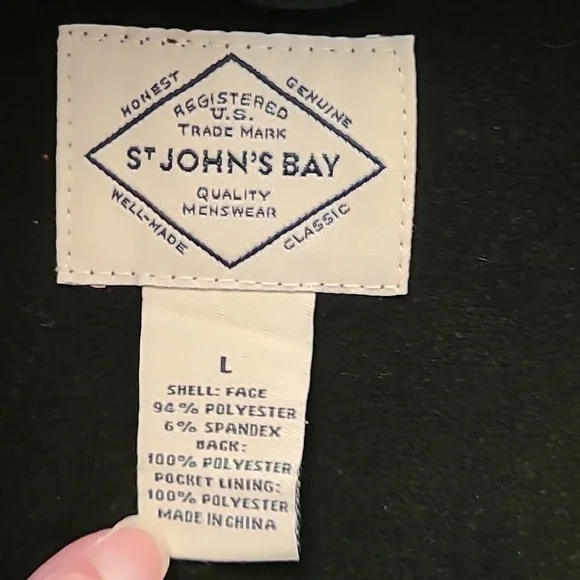 HONEST
GENUINE
REGISTERED
U.S.
TRADE MARK
ST JOHN'S BAY
QUALITY
MENSWEAR
WELL-MADE
CLASSIC
L
SHELL: FACE
94% POLYESTER
6% SPANDEX
BACK:
100% POLYESTER
POCKET LINING:
100% POLYESTER
MADE IN CHINA